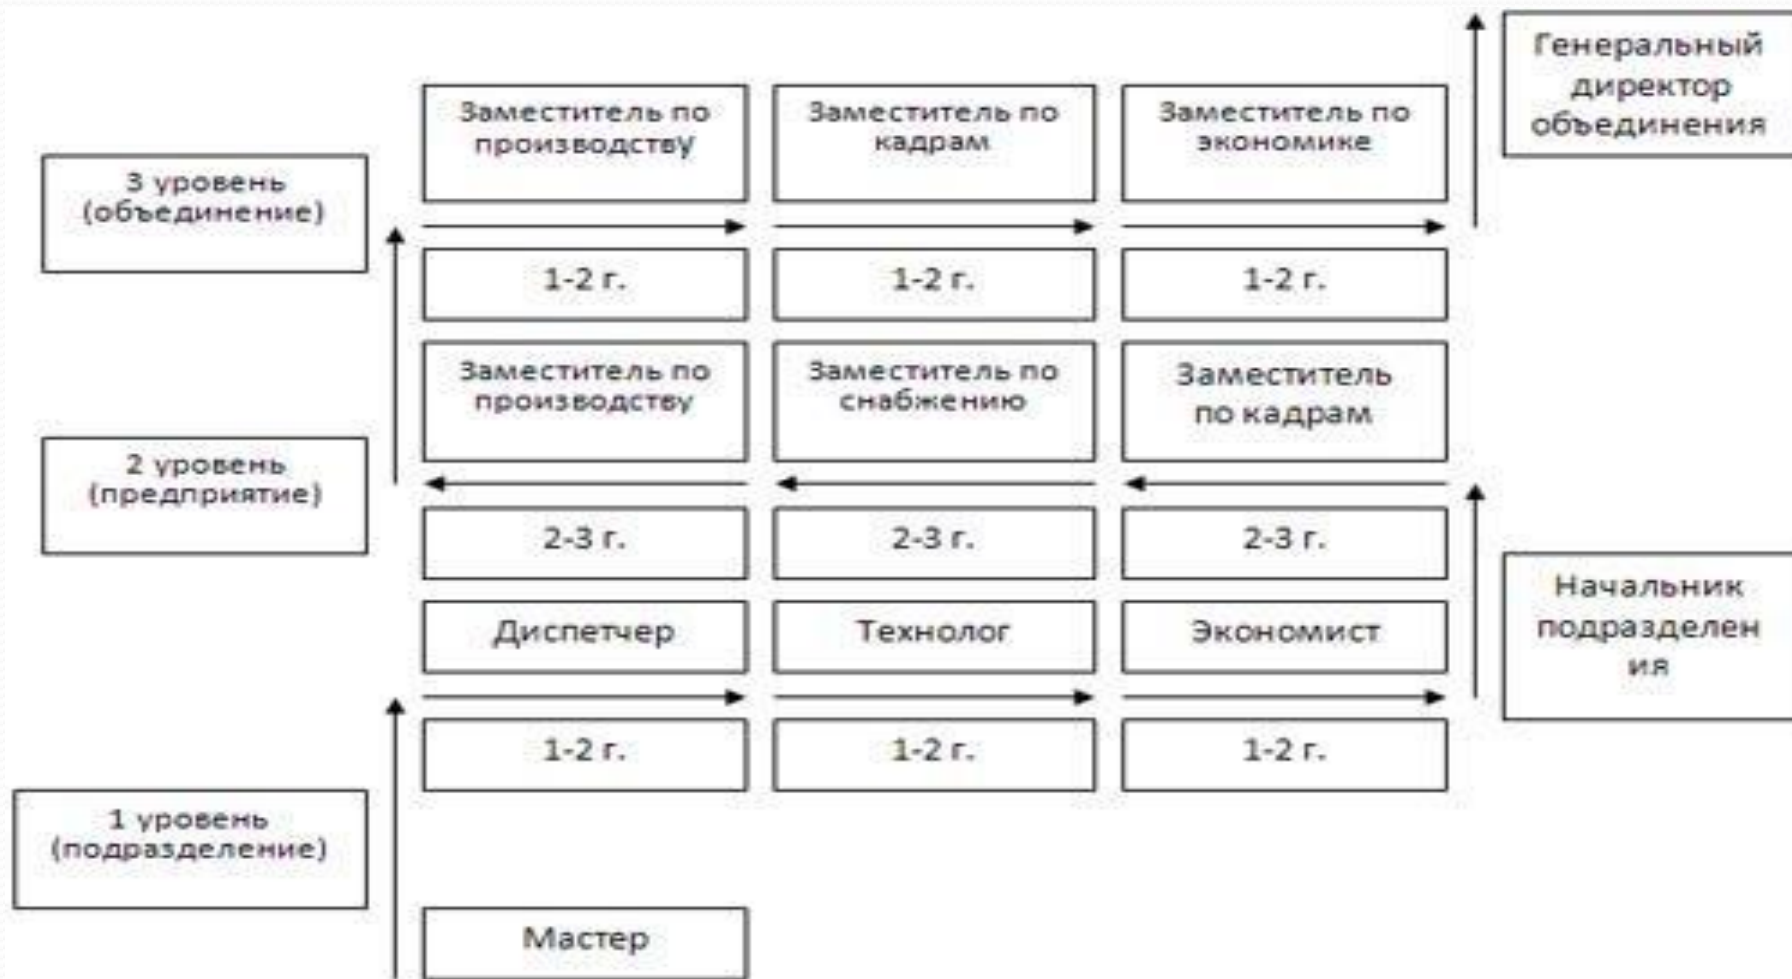 Генеральный
директор
объединения
Заместитель по
производству
Заместитель по
кадрам
Заместитель по
экономике
3 уровень
(объединение)
1-2 г.
1-2 г.
1-2 г.
Заместитель по
производству
Заместитель по
снабжению
Заместитель
по кадрам
2 уровень
(предприятие)
2-3 г.
2-3 г.
2-3 г.
Начальник
подразделен
ия
Диспетчер
Технолог
Экономист
1-2 г.
1-2 г.
1-2 г.
1 уровень
(подразделение)
Мастер